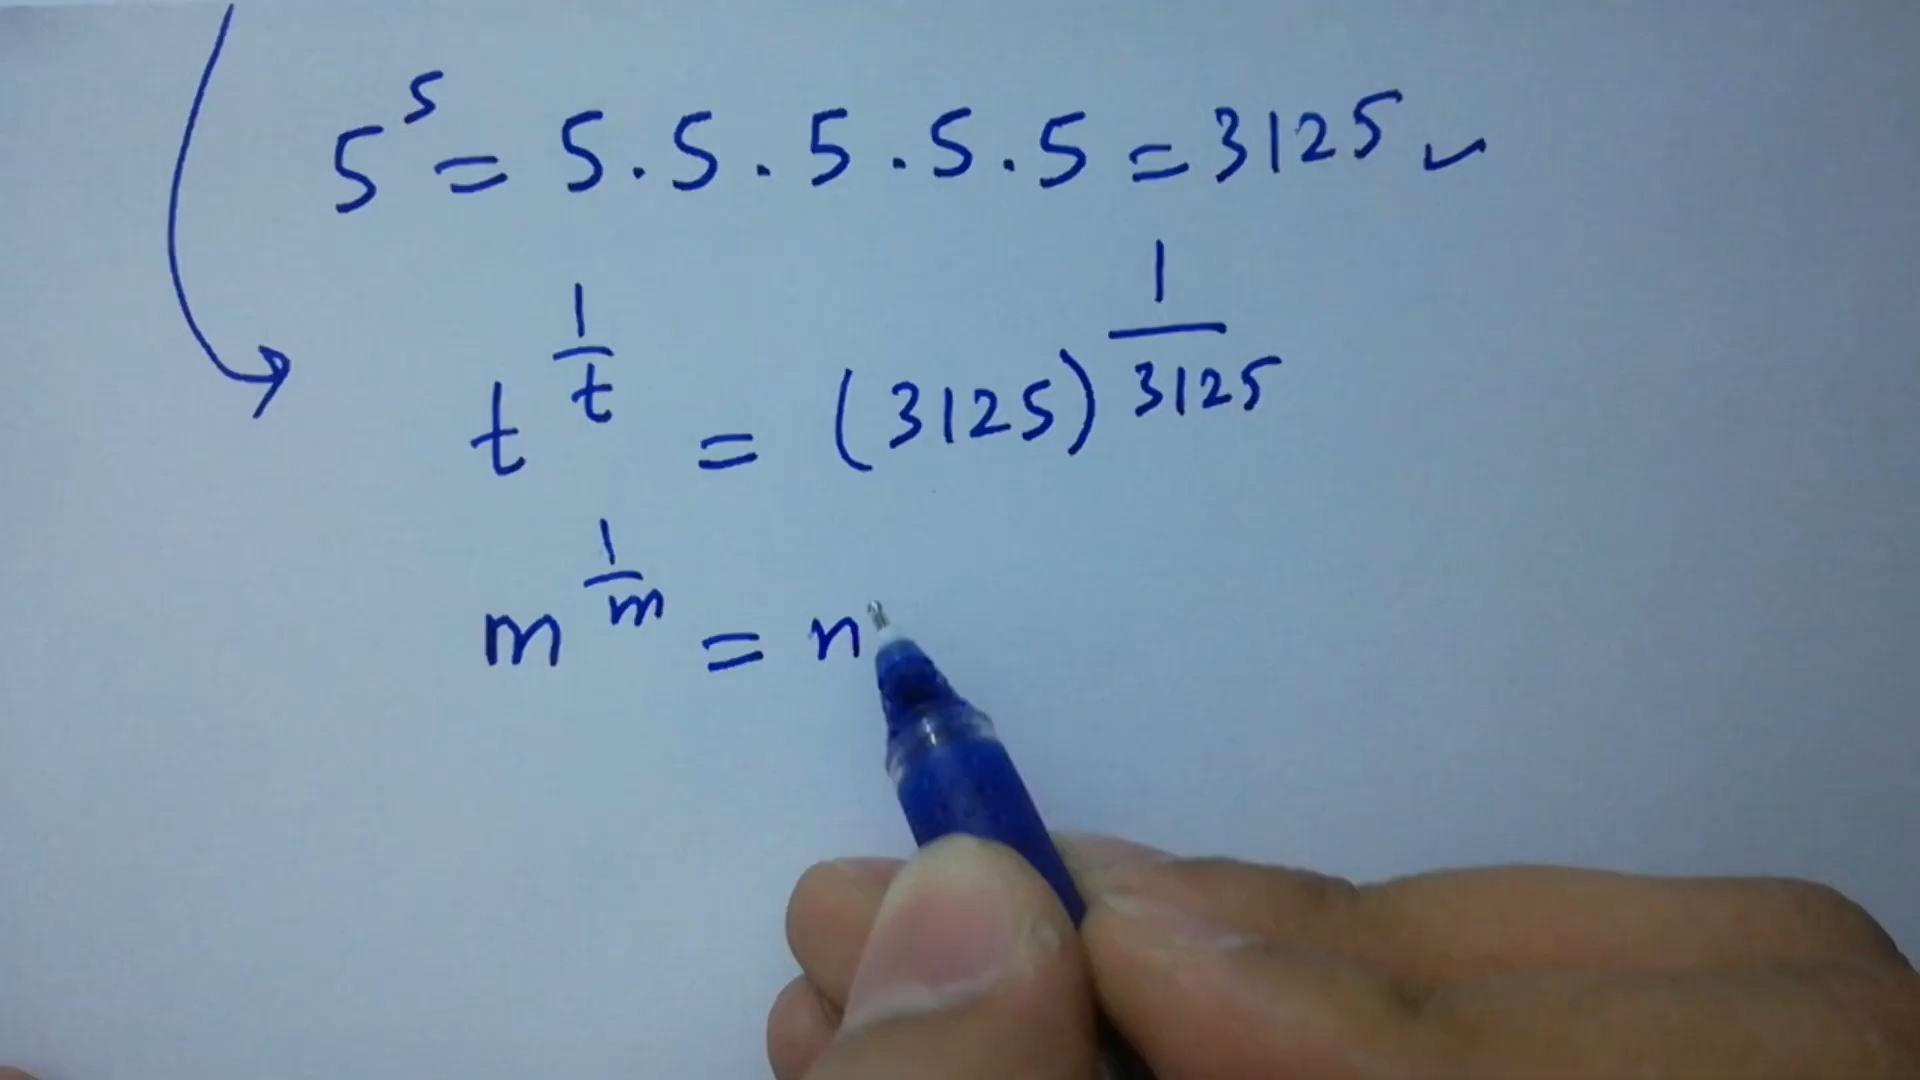 5^5 = 5 . 5 . 5 . 5 . 5 = 3125 ✓
t^(1/t) = (3125)^(1/3125)
m^(1/m) = n